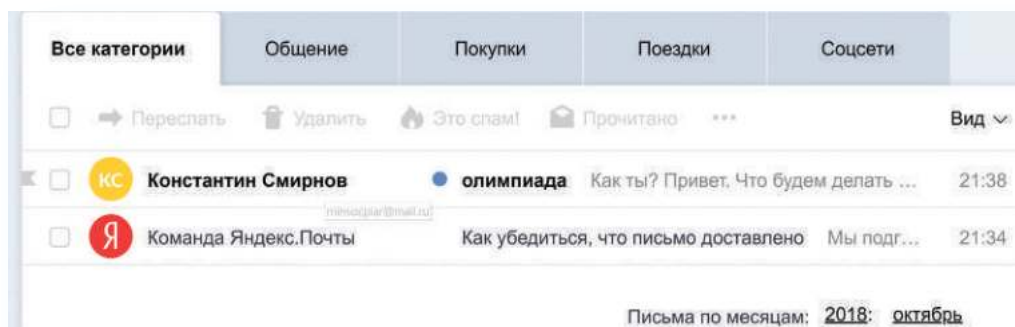 Все категории Общение Покупки Поездки Соцсети
Переслать Удалить Это спам! Прочитано ••• Вид
КС Константин Смирнов олимпиада Как ты? Привет. Что будем делать ... 21:38
Я Команда Яндекс.Почты Как убедиться, что письмо доставлено Мы подг... 21:34
Письма по месяцам: 2018: октябрь